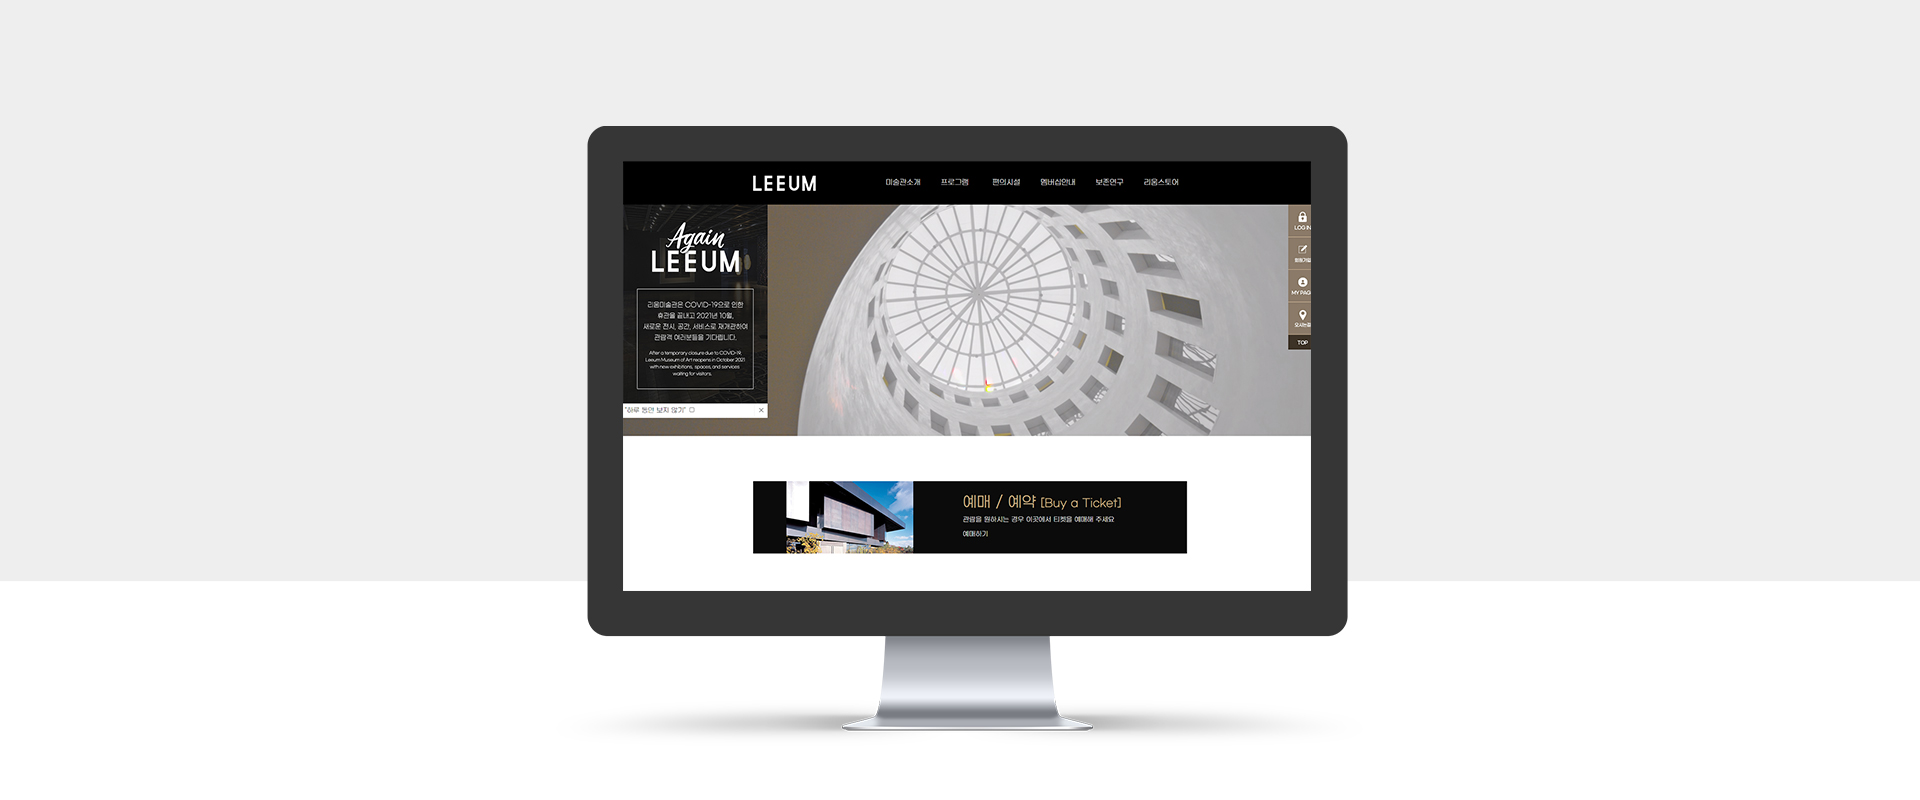 LEEUM
미술관소개 프로그램 편의시설 멤버십안내 보존연구 리움스토어
Again
LEEUM
리움미술관은 COVID-19으로 인한
휴관을 끝내고 2021년 10월,
새로운 전시, 공간, 서비스로 재개관하여
관람객 여러분들을 기다립니다.
After a temporary closure due to COVID-19,
Leeum Museum of Art reopens in October 2021
with new exhibitions, spaces, and services
waiting for visitors.
"하루 동안 보지 않기"
LOG IN
회원가입
MY PAG
오시는길
TOP
예매 / 예약 [Buy a Ticket]
관람을 원하시는 경우 이곳에서 티켓을 예매해 주세요
예매하기